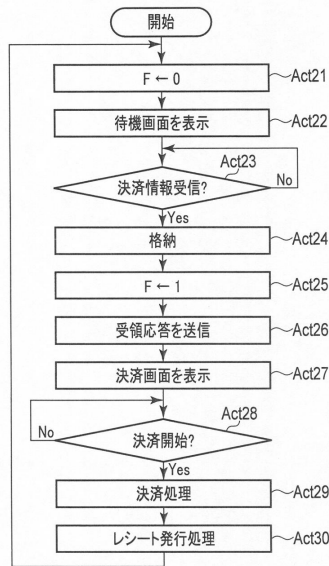 開始
F ← 0
Act21
待機画面を表示
Act22
Act23
決済情報受信?
No
Yes
格納
Act24
F ← 1
Act25
受領応答を送信
Act26
決済画面を表示
Act27
Act28
No
決済開始?
Yes
決済処理
Act29
レシート発行処理
Act30